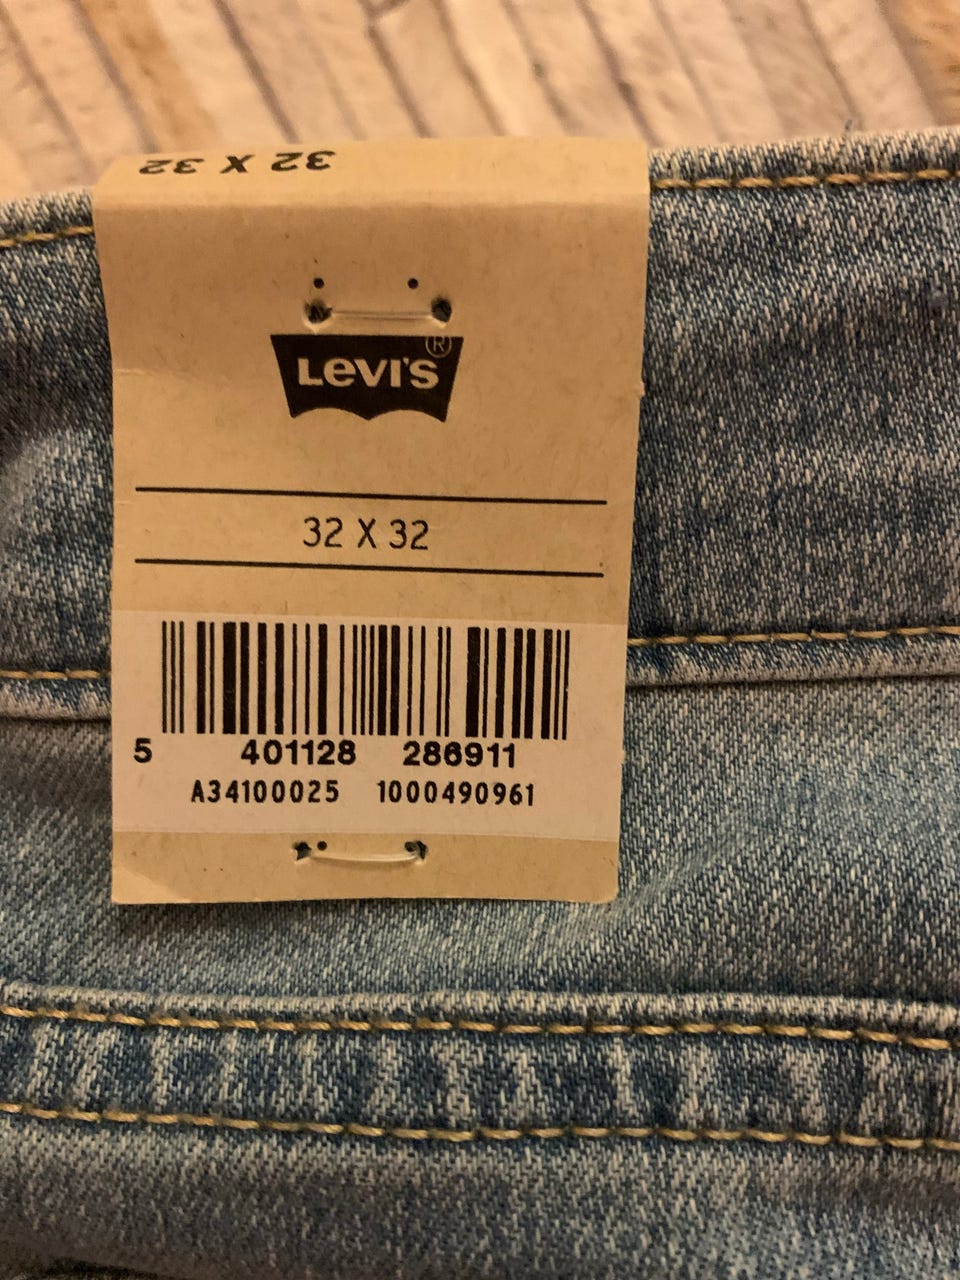 32 X 32
LEVI'S®
32 X 32
5 401128 286911
A34100025 1000490961